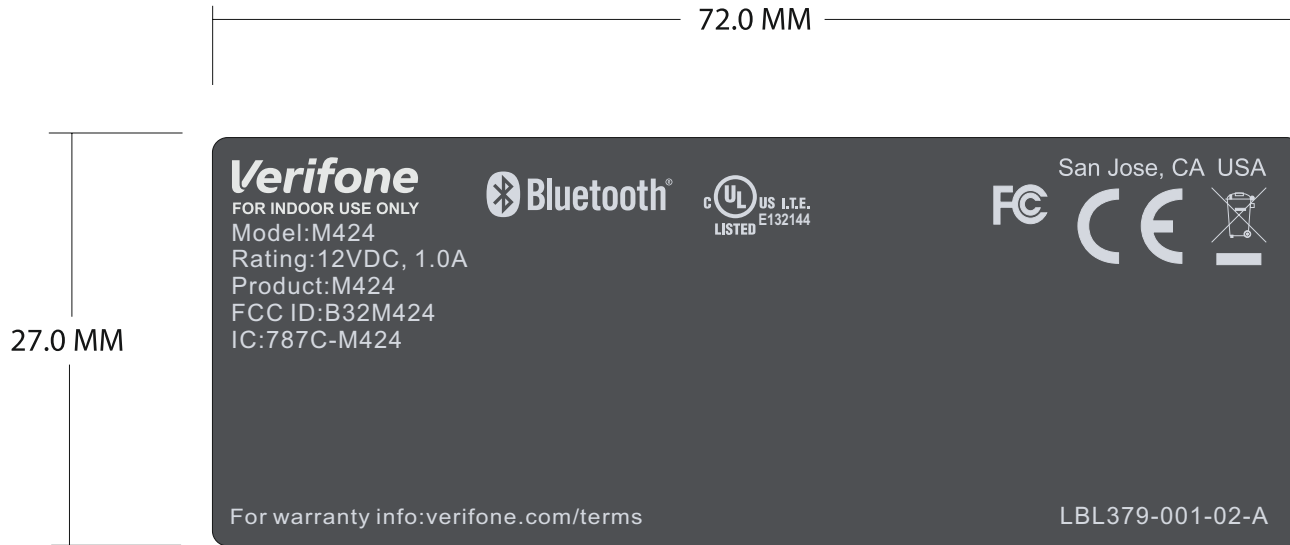 72.0 MM
Verifone
FOR INDOOR USE ONLY
Model:M424
Rating:12VDC, 1.0A
Product:M424
FCC ID:B32M424
IC:787C-M424
Bluetooth®
C UL US I.T.E.
LISTED E132144
San Jose, CA USA
FC CE
27.0 MM
For warranty info:verifone.com/terms
LBL379-001-02-A